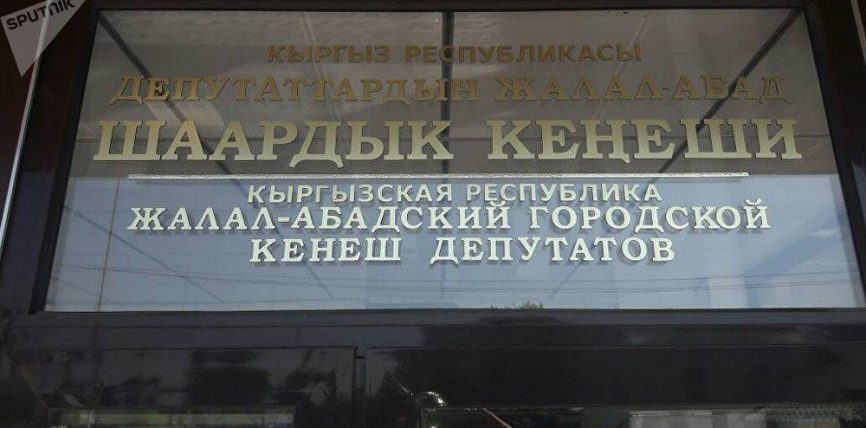 SPUTNIK
КЫРГЫЗ РЕСПУБЛИКАСЫ
ДЕПУТАТТАРДЫН ЖАЛАЛ-АБАД
ШААРДЫК КЕҢЕШИ
КЫРГЫЗСКАЯ РЕСПУБЛИКА
ЖАЛАЛ-АБАДСКИЙ ГОРОДСКОЙ
КЕНЕШ ДЕПУТАТОВ